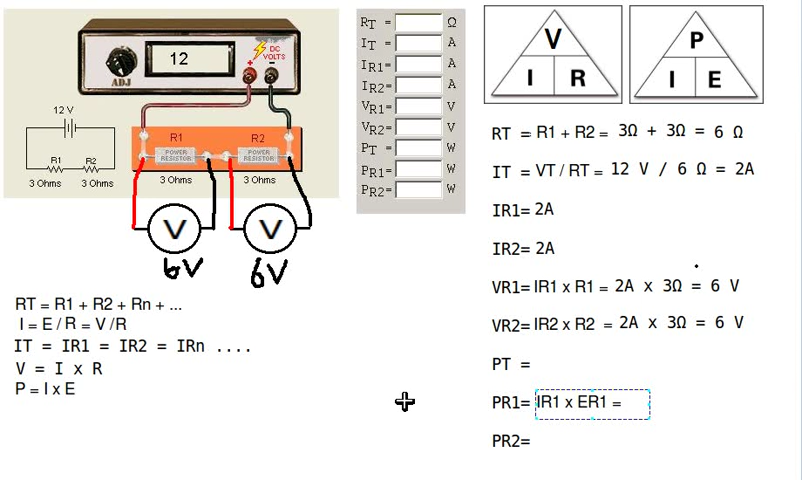 12
DC
VOLTS
+ -
ADJ
12 V
R1 R2
3 Ohms 3 Ohms
R1 R2
POWER RESISTOR POWER RESISTOR
3 Ohms 3 Ohms
V V
6V 6V
RT = R1 + R2 + Rn + ...
I = E / R = V /R
IT = IR1 = IR2 = IRn ....
V = I x R
P = I x E
RT = Ω
IT = A
IR1= A
IR2= A
VR1= V
VR2= V
PT = W
PR1= W
PR2= W
V
I R
P
I E
RT = R1 + R2 = 3Ω + 3Ω = 6 Ω
IT = VT / RT = 12 V / 6 Ω = 2A
IR1= 2A
IR2= 2A
VR1= IR1 x R1 = 2A x 3Ω = 6 V
VR2= IR2 x R2 = 2A x 3Ω = 6 V
PT =
PR1= IR1 x ER1 =
PR2=